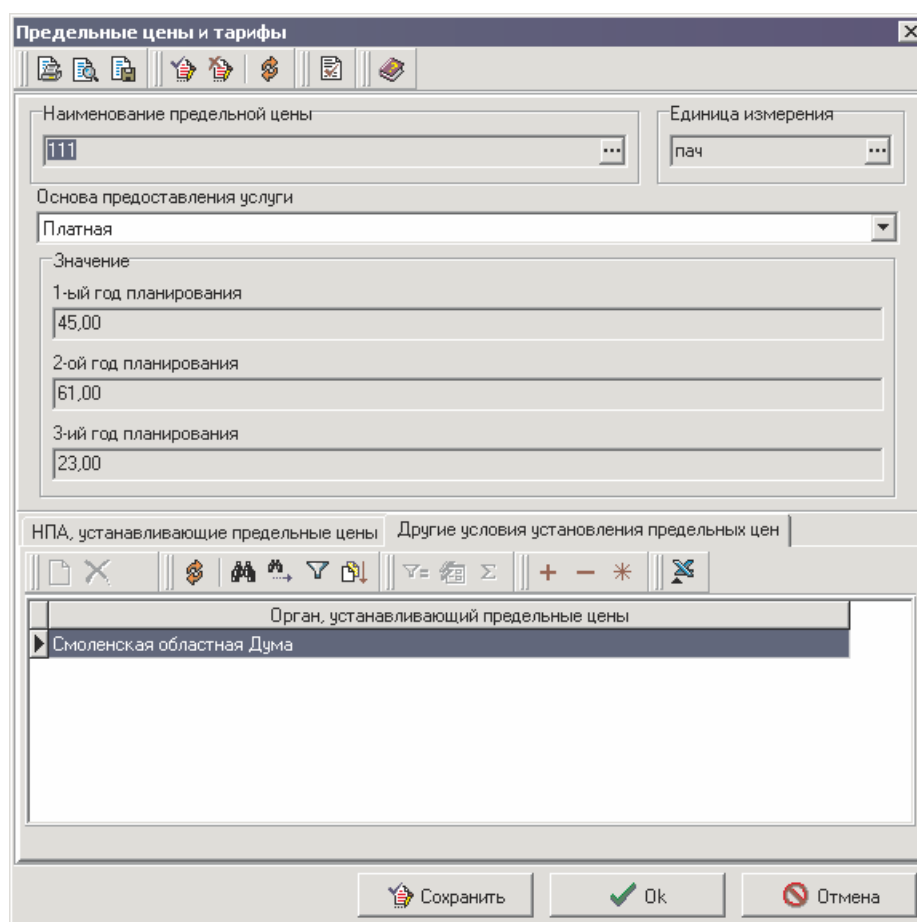 Предельные цены и тарифы
Наименование предельной цены
Единица измерения
111
пач
Основа предоставления услуги
Платная
Значение
1-ый год планирования
45,00
2-ой год планирования
61,00
3-ий год планирования
23,00
НПА, устанавливающие предельные цены
Другие условия установления предельных цен
Орган, устанавливающий предельные цены
Смоленская областная Дума
Сохранить
Ok
Отмена